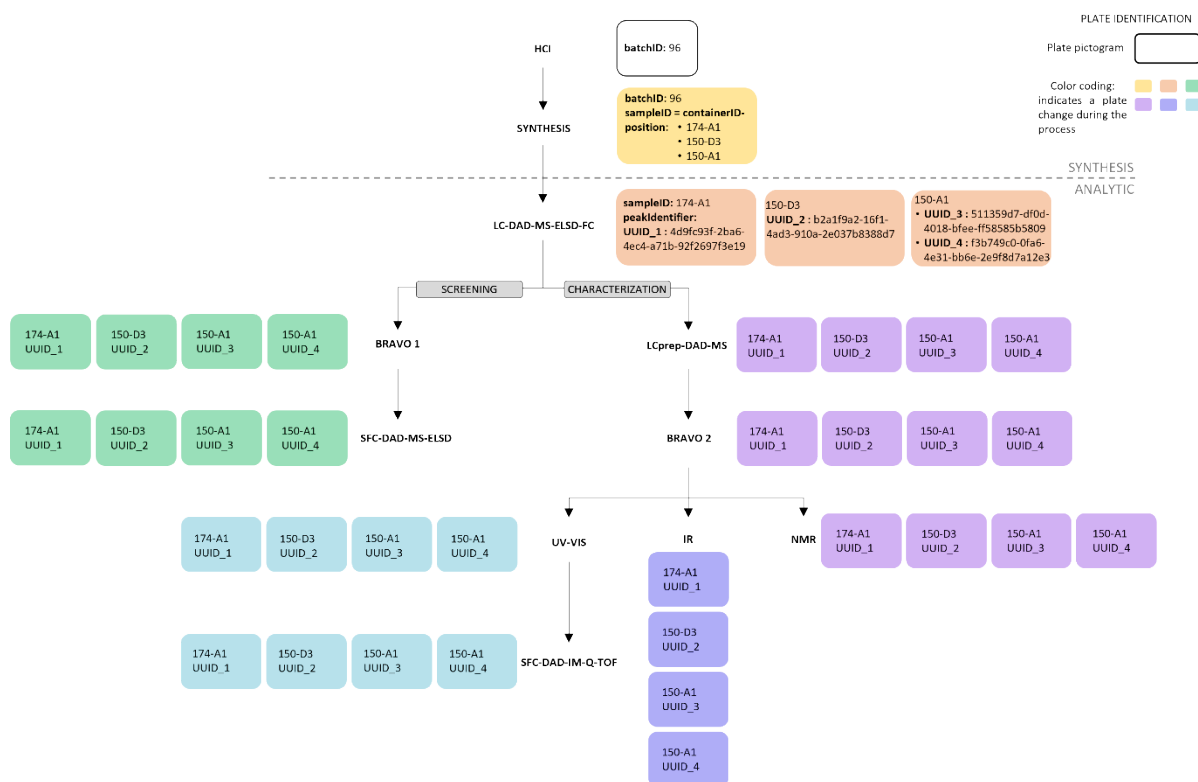 PLATE IDENTIFICATION
Plate pictogram
Color coding:
indicates a plate
change during the
process
HCI
batchID: 96
SYNTHESIS
batchID: 96
sampleID = containerID-
position: • 174-A1
• 150-D3
• 150-A1
SYNTHESIS
ANALYTIC
LC-DAD-MS-ELSD-FC
sampleID: 174-A1
peakIdentifier:
UUID_1 : 4d9fc93f-2ba6-
4ec4-a71b-92f2697f3e19
150-D3
UUID_2 : b2a1f9a2-16f1-
4ad3-910a-2e037b8388d7
150-A1
• UUID_3 : 511359d7-df0d-
4018-bfee-ff58585b5809
• UUID_4 : f3b749c0-0fa6-
4e31-bb6e-2e9f8d7a12e3
SCREENING
CHARACTERIZATION
174-A1
UUID_1
150-D3
UUID_2
150-A1
UUID_3
150-A1
UUID_4
BRAVO 1
LCprep-DAD-MS
174-A1
UUID_1
150-D3
UUID_2
150-A1
UUID_3
150-A1
UUID_4
174-A1
UUID_1
150-D3
UUID_2
150-A1
UUID_3
150-A1
UUID_4
SFC-DAD-MS-ELSD
BRAVO 2
174-A1
UUID_1
150-D3
UUID_2
150-A1
UUID_3
150-A1
UUID_4
174-A1
UUID_1
150-D3
UUID_2
150-A1
UUID_3
150-A1
UUID_4
UV-VIS
IR
NMR
174-A1
UUID_1
150-D3
UUID_2
150-A1
UUID_3
150-A1
UUID_4
174-A1
UUID_1
150-D3
UUID_2
150-A1
UUID_3
150-A1
UUID_4
174-A1
UUID_1
150-D3
UUID_2
150-A1
UUID_3
150-A1
UUID_4
SFC-DAD-IM-Q-TOF